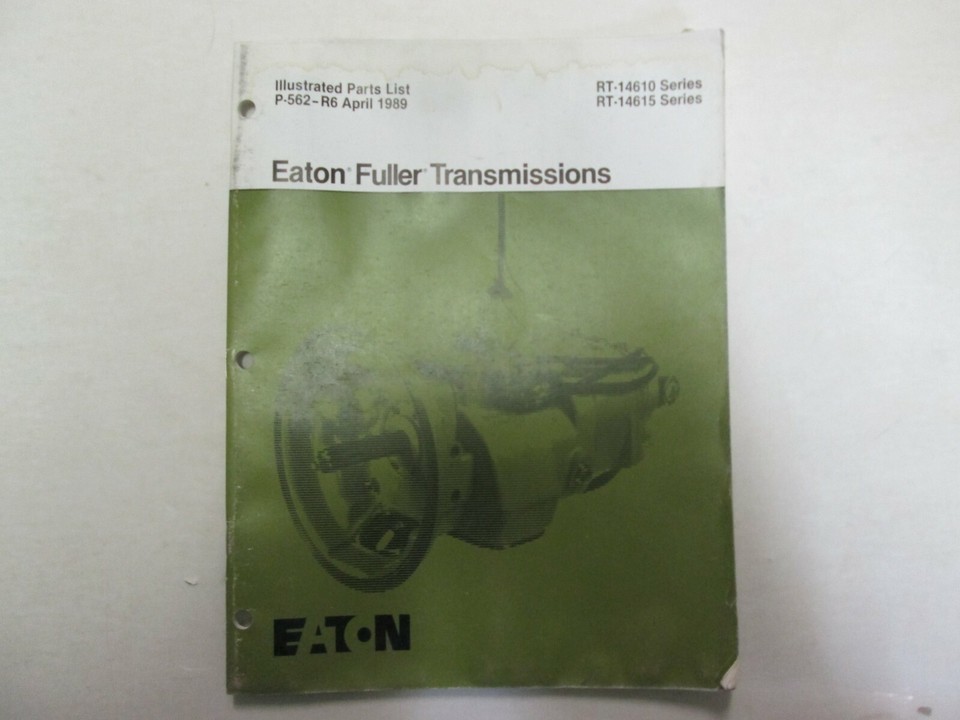 Illustrated Parts List
P-562-R6 April 1989
RT-14610 Series
RT-14615 Series
Eaton® Fuller® Transmissions
EATON